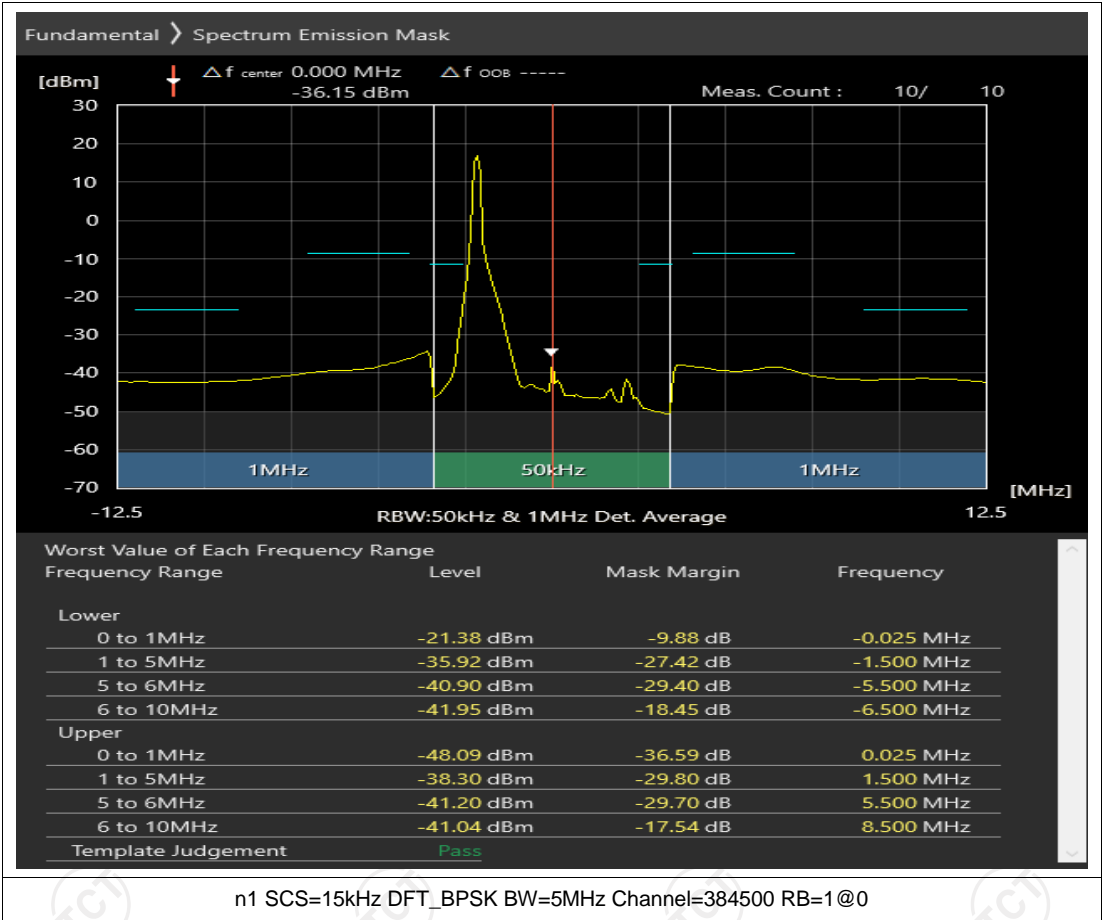 Fundamental ❯ Spectrum Emission Mask
[dBm] △f center 0.000 MHz △f OOB -----
-36.15 dBm Meas. Count : 10/ 10
30
20
10
0
-10
-20
-30
-40
-50
-60
1MHz 50kHz 1MHz
-70
[MHz]
-12.5 RBW:50kHz & 1MHz Det. Average 12.5
Worst Value of Each Frequency Range
Frequency Range Level Mask Margin Frequency
Lower
0 to 1MHz -21.38 dBm -9.88 dB -0.025 MHz
1 to 5MHz -35.92 dBm -27.42 dB -1.500 MHz
5 to 6MHz -40.90 dBm -29.40 dB -5.500 MHz
6 to 10MHz -41.95 dBm -18.45 dB -6.500 MHz
Upper
0 to 1MHz -48.09 dBm -36.59 dB 0.025 MHz
1 to 5MHz -38.30 dBm -29.80 dB 1.500 MHz
5 to 6MHz -41.20 dBm -29.70 dB 5.500 MHz
6 to 10MHz -41.04 dBm -17.54 dB 8.500 MHz
Template Judgement Pass
n1 SCS=15kHz DFT_BPSK BW=5MHz Channel=384500 RB=1@0
TCT TCT TCT TCT